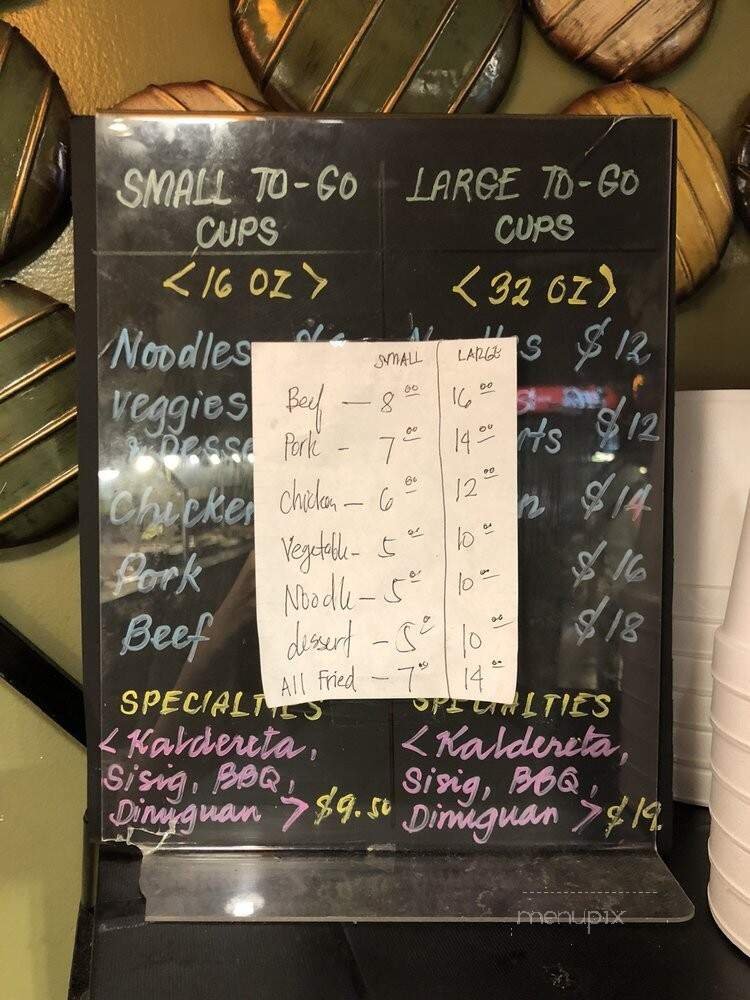 SMALL TO-GO LARGE TO-GO
CUPS CUPS
<16 OZ> <32 OZ>
Noodles $ s $12
Veggies $12
& Desse rts
Chicken n $14
Pork $16
Beef $18
SMALL LARGE
Beef — 8 00 16 00
Pork - 7 00 14 00
Chicken — 6 00 12 00
Vegetable - 5 00 10 00
Noodle — 5 00 10 00
dessert - 5 0 10 00
All Fried - 7 00 14 00
SPECIALTIES SPECIALTIES
< Kaldereta, < Kaldereta,
Sisig, BBQ, Sisig, BBQ,
Dinuguan > $9.50 Dinuguan > $19.
menupix